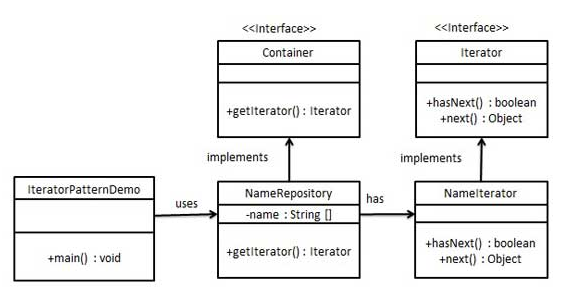 <<Interface>>
Container
+getIterator() : Iterator
<<Interface>>
Iterator
+hasNext() : boolean
+next() : Object
implements
implements
IteratorPatternDemo
+main() : void
uses
NameRepository
-name : String []
+getIterator() : Iterator
has
NameIterator
+hasNext() : boolean
+next() : Object